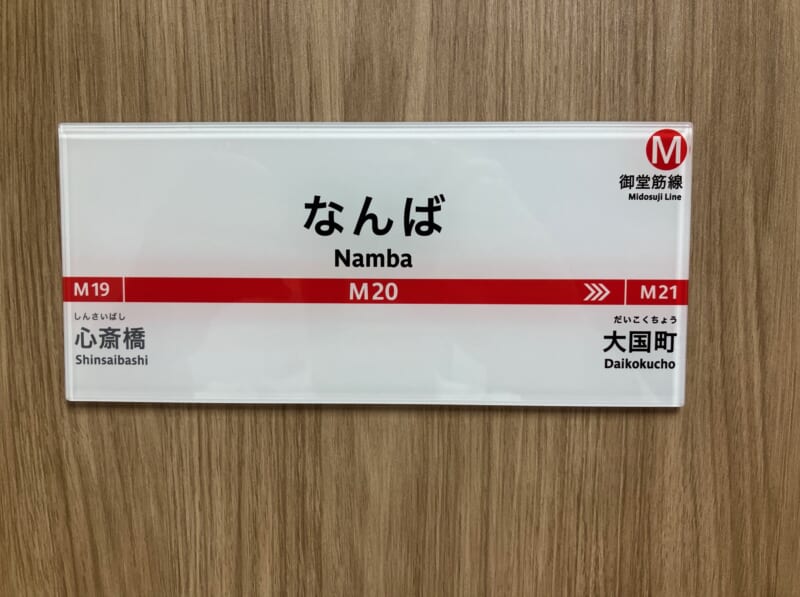 M
御堂筋線
Midosuji Line
なんば
Namba
M19 M20 M21
しんさいばし
心斎橋
Shinsaibashi
だいこくちょう
大国町
Daikokucho